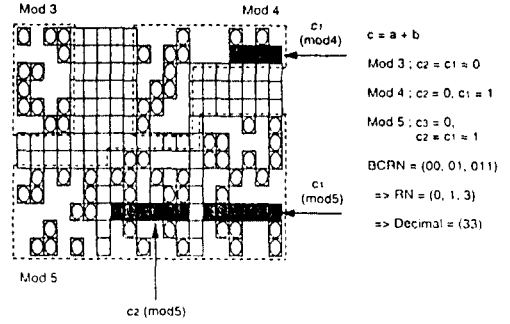 Mod 3
Mod 4
c1
(mod4)
c = a + b
Mod 3 ; c2 = c1 = 0
Mod 4 ; c2 = 0, c1 = 1
Mod 5 ; c3 = 0,
c2 = c1 = 1
BCRN = (00, 01, 011)
=> RN = (0, 1, 3)
=> Decimal = (33)
c1
(mod5)
Mod 5
c2 (mod5)